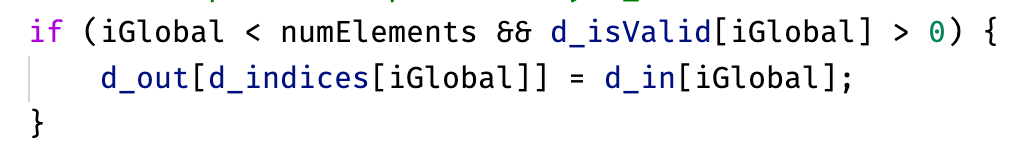 if (iGlobal < numElements && d_isValid[iGlobal] > 0) {
    d_out[d_indices[iGlobal]] = d_in[iGlobal];
}